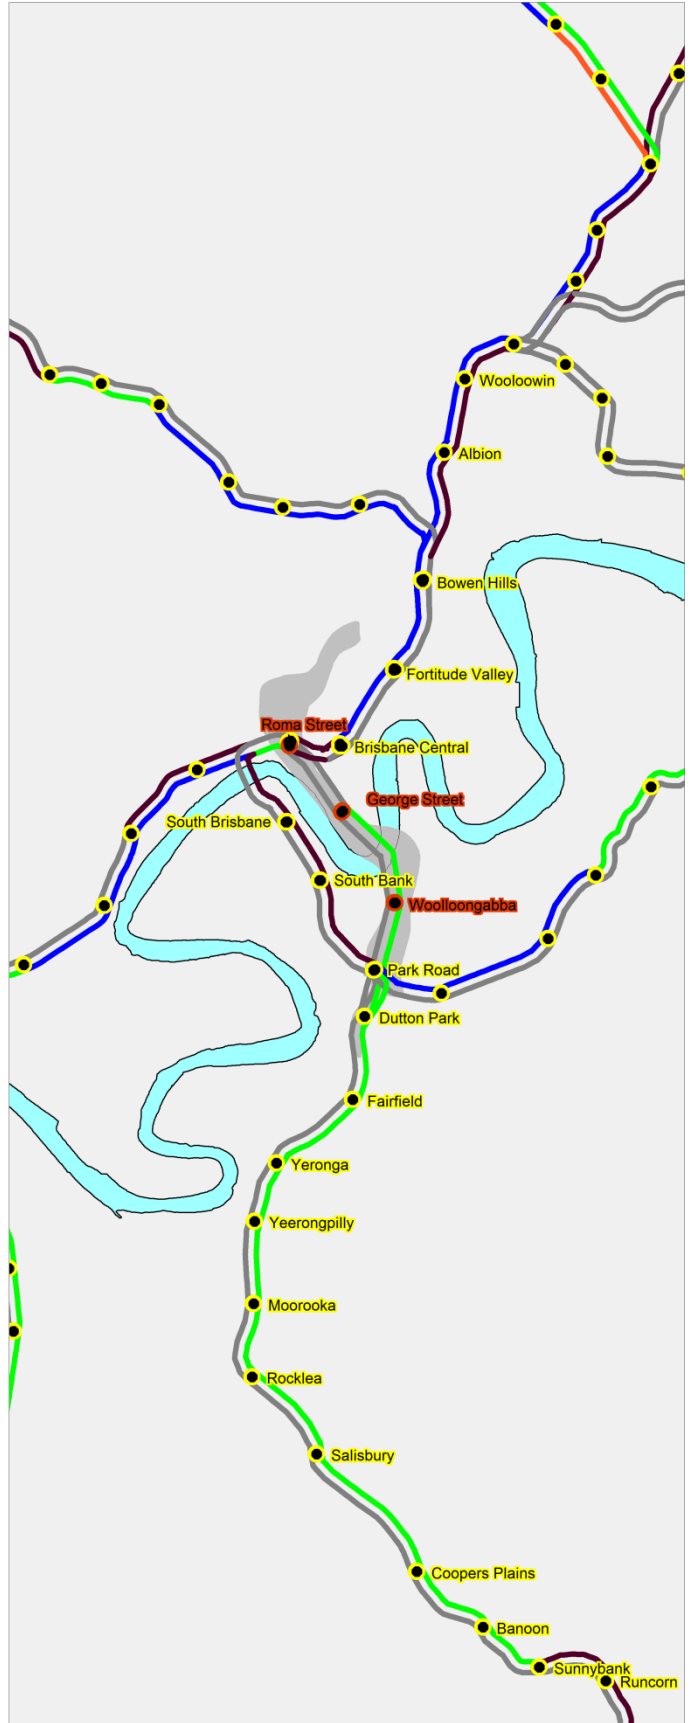 Wooloowin
Albion
Bowen Hills
Fortitude Valley
Roma Street
Brisbane Central
George Street
South Brisbane
South Bank
Woolloongabba
Park Road
Dutton Park
Fairfield
Yeronga
Yeerongpilly
Moorooka
Rocklea
Salisbury
Coopers Plains
Banoon
Sunnybank
Runcorn